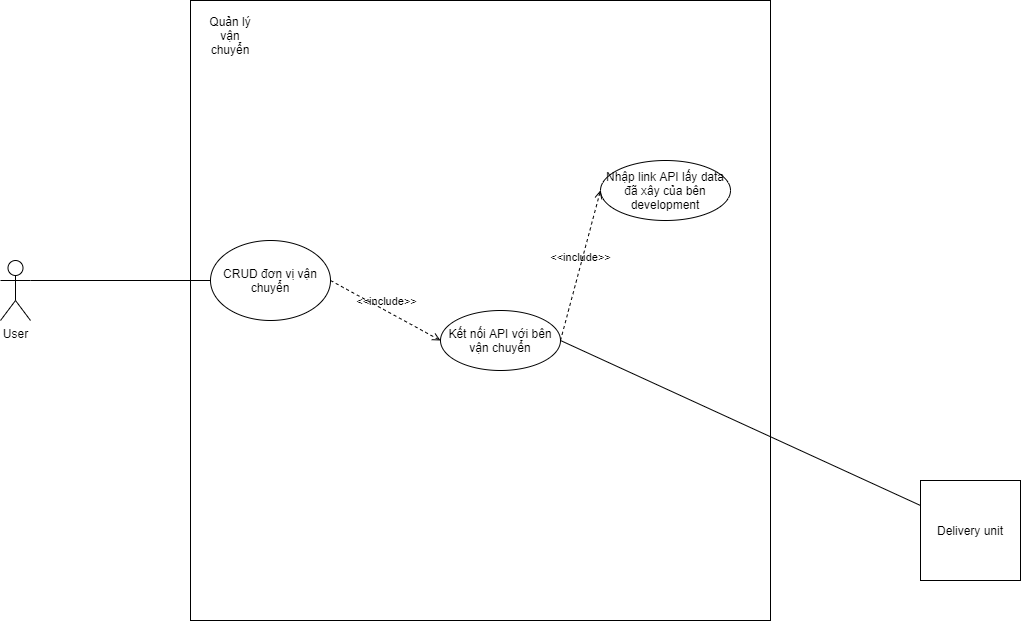 Quản lý
vận
chuyển
Nhập link API lấy data
đã xây của bên
development
<<include>>
CRUD đơn vị vận
chuyển
<<include>>
Kết nối API với bên
vận chuyển
User
Delivery unit